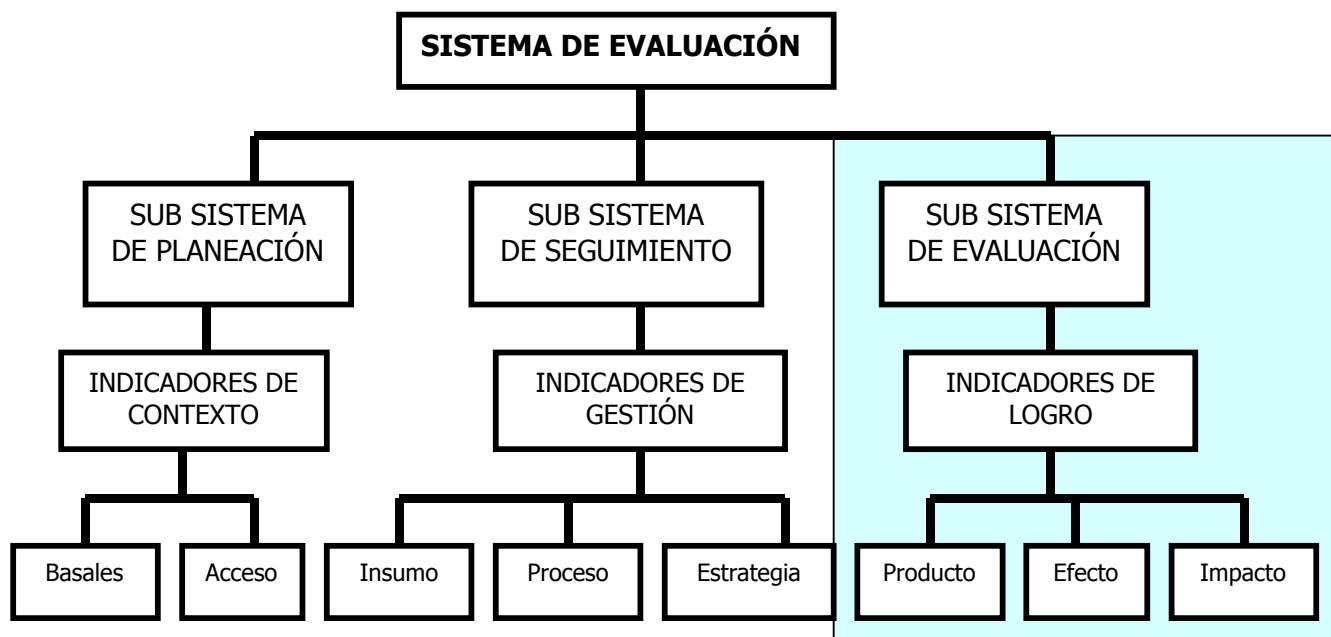 SISTEMA DE EVALUACIÓN
SUB SISTEMA
DE PLANEACIÓN
SUB SISTEMA
DE SEGUIMIENTO
SUB SISTEMA
DE EVALUACIÓN
INDICADORES DE
CONTEXTO
INDICADORES DE
GESTIÓN
INDICADORES DE
LOGRO
Basales
Acceso
Insumo
Proceso
Estrategia
Producto
Efecto
Impacto